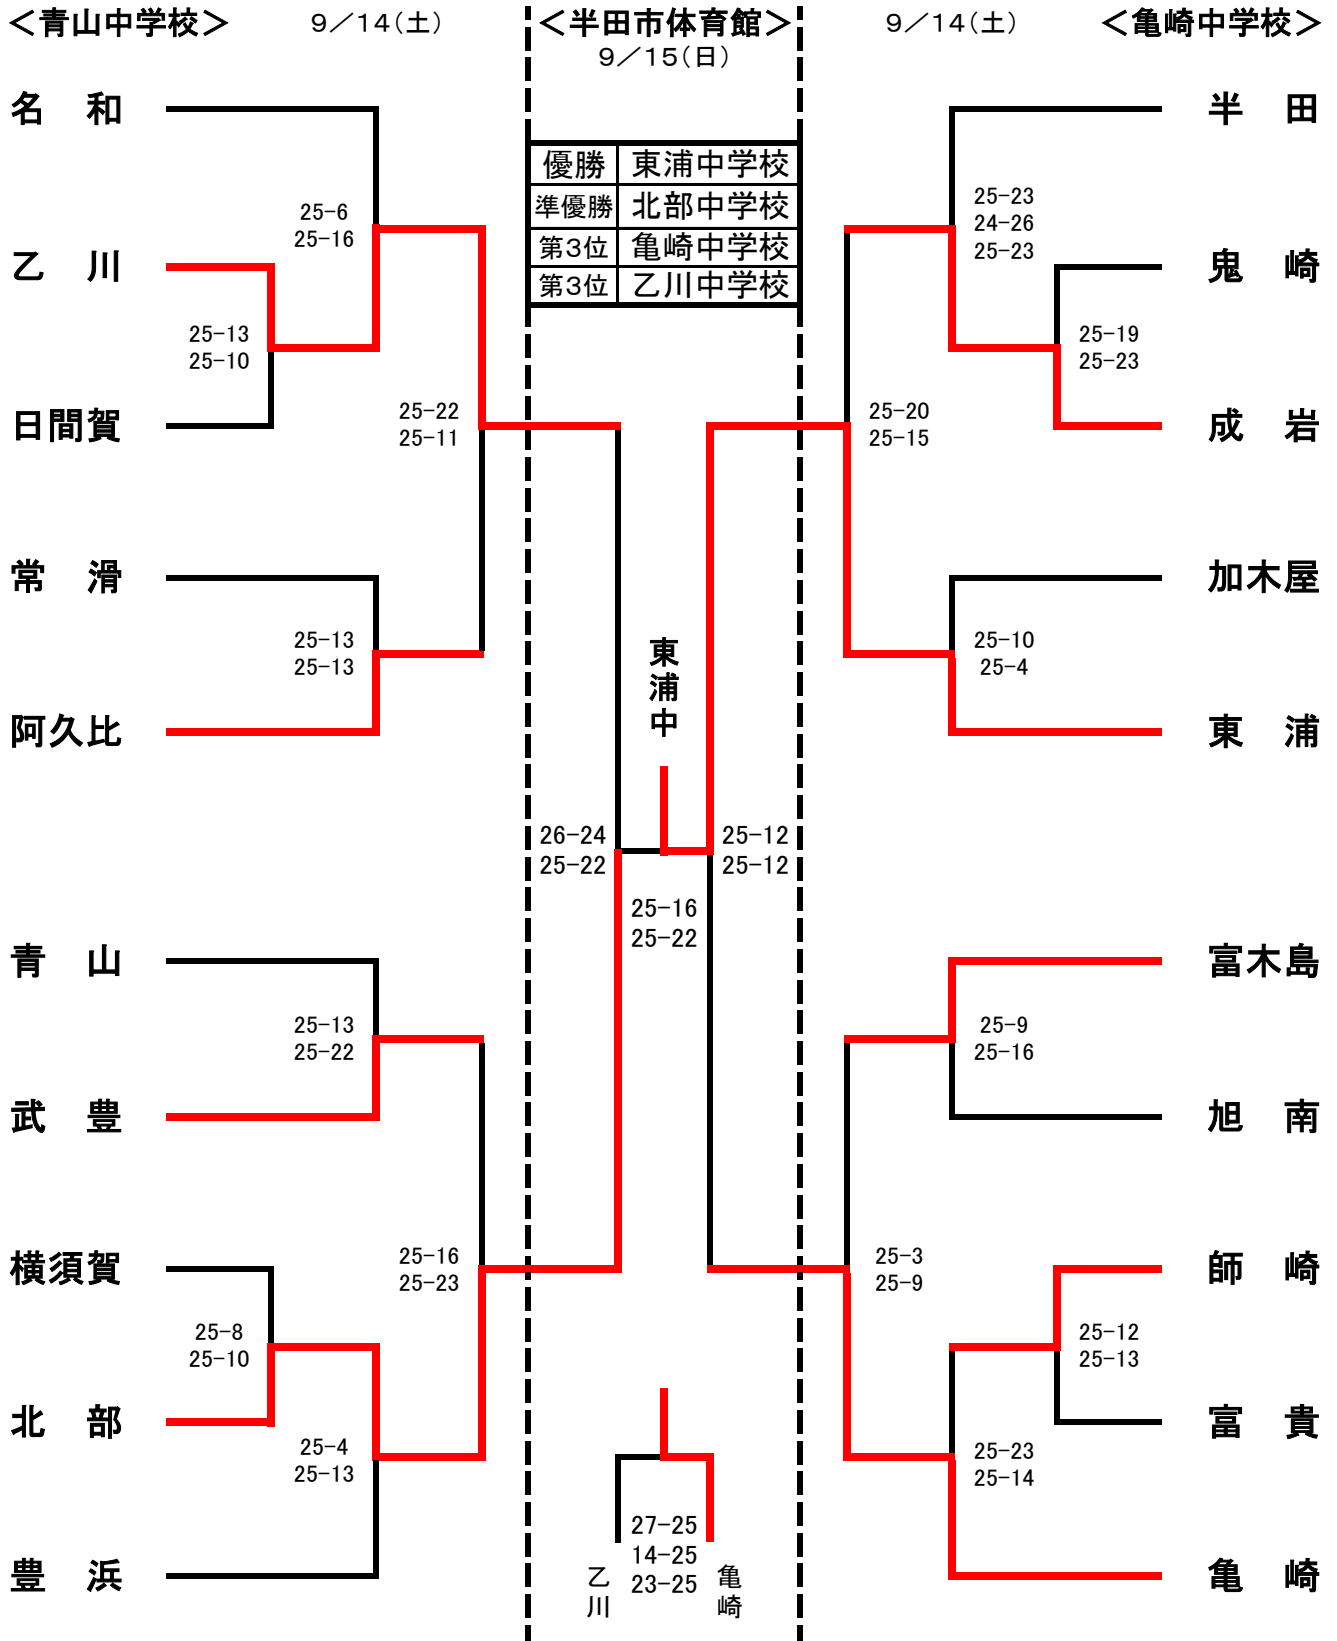 ＜青山中学校＞ 9／14(土) ＜半田市体育館＞ 9／14(土) ＜亀崎中学校＞
9／15(日)
名　和
半　田
優勝 東浦中学校
準優勝 北部中学校
第3位 亀崎中学校
第3位 乙川中学校
25-6
25-16
25-23
24-26
25-23
乙　川
鬼　崎
25-13
25-10
25-19
25-23
日間賀
成　岩
25-22
25-11
25-20
25-15
常　滑
加木屋
25-13
25-13
25-10
25-4
東浦中
阿久比
東　浦
26-24
25-22
25-12
25-12
25-16
25-22
青　山
富木島
25-13
25-22
25-9
25-16
武　豊
旭　南
横須賀
師　崎
25-16
25-23
25-3
25-9
25-8
25-10
25-12
25-13
北　部
富　貴
25-4
25-13
25-23
25-14
27-25
14-25
23-25
乙川
亀崎
豊　浜
亀　崎